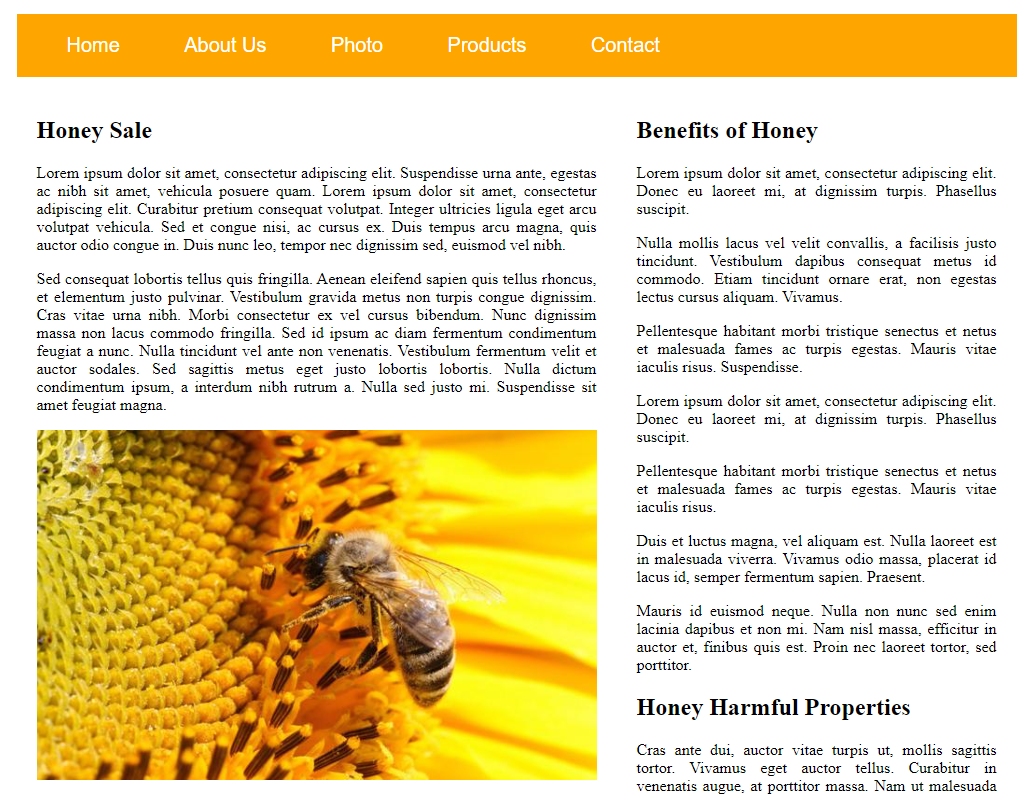 Home About Us Photo Products Contact
Honey Sale
Lorem ipsum dolor sit amet, consectetur adipiscing elit. Suspendisse urna ante, egestas
ac nibh sit amet, vehicula posuere quam. Lorem ipsum dolor sit amet, consectetur
adipiscing elit. Curabitur pretium consequat volutpat. Integer ultricies ligula eget arcu
volutpat vehicula. Sed et congue nisi, ac cursus ex. Duis tempus arcu magna, quis
auctor odio congue in. Duis nunc leo, tempor nec dignissim sed, euismod vel nibh.
Sed consequat lobortis tellus quis fringilla. Aenean eleifend sapien quis tellus rhoncus,
et elementum justo pulvinar. Vestibulum gravida metus non turpis congue dignissim.
Cras vitae urna nibh. Morbi consectetur ex vel cursus bibendum. Nunc dignissim
massa non lacus commodo fringilla. Sed id ipsum ac diam fermentum condimentum
feugiat a nunc. Nulla tincidunt vel ante non venenatis. Vestibulum fermentum velit et
auctor sodales. Sed sagittis metus eget justo lobortis lobortis. Nulla dictum
condimentum ipsum, a interdum nibh rutrum a. Nulla sed justo mi. Suspendisse sit
amet feugiat magna.
Benefits of Honey
Lorem ipsum dolor sit amet, consectetur adipiscing elit.
Donec eu laoreet mi, at dignissim turpis. Phasellus
suscipit.
Nulla mollis lacus vel velit convallis, a facilisis justo
tincidunt. Vestibulum dapibus consequat metus id
commodo. Etiam tincidunt ornare erat, non egestas
lectus cursus aliquam. Vivamus.
Pellentesque habitant morbi tristique senectus et netus
et malesuada fames ac turpis egestas. Mauris vitae
iaculis risus. Suspendisse.
Lorem ipsum dolor sit amet, consectetur adipiscing elit.
Donec eu laoreet mi, at dignissim turpis. Phasellus
suscipit.
Pellentesque habitant morbi tristique senectus et netus
et malesuada fames ac turpis egestas. Mauris vitae
iaculis risus.
Duis et luctus magna, vel aliquam est. Nulla laoreet est
in malesuada viverra. Vivamus odio massa, placerat id
lacus id, semper fermentum sapien. Praesent.
Mauris id euismod neque. Nulla non nunc sed enim
lacinia dapibus et non mi. Nam nisl massa, efficitur in
auctor et, finibus quis est. Proin nec laoreet tortor, sed
porttitor.
Honey Harmful Properties
Cras ante dui, auctor vitae turpis ut, mollis sagittis
tortor. Vivamus eget auctor tellus. Curabitur in
venenatis augue, at porttitor massa. Nam ut malesuada